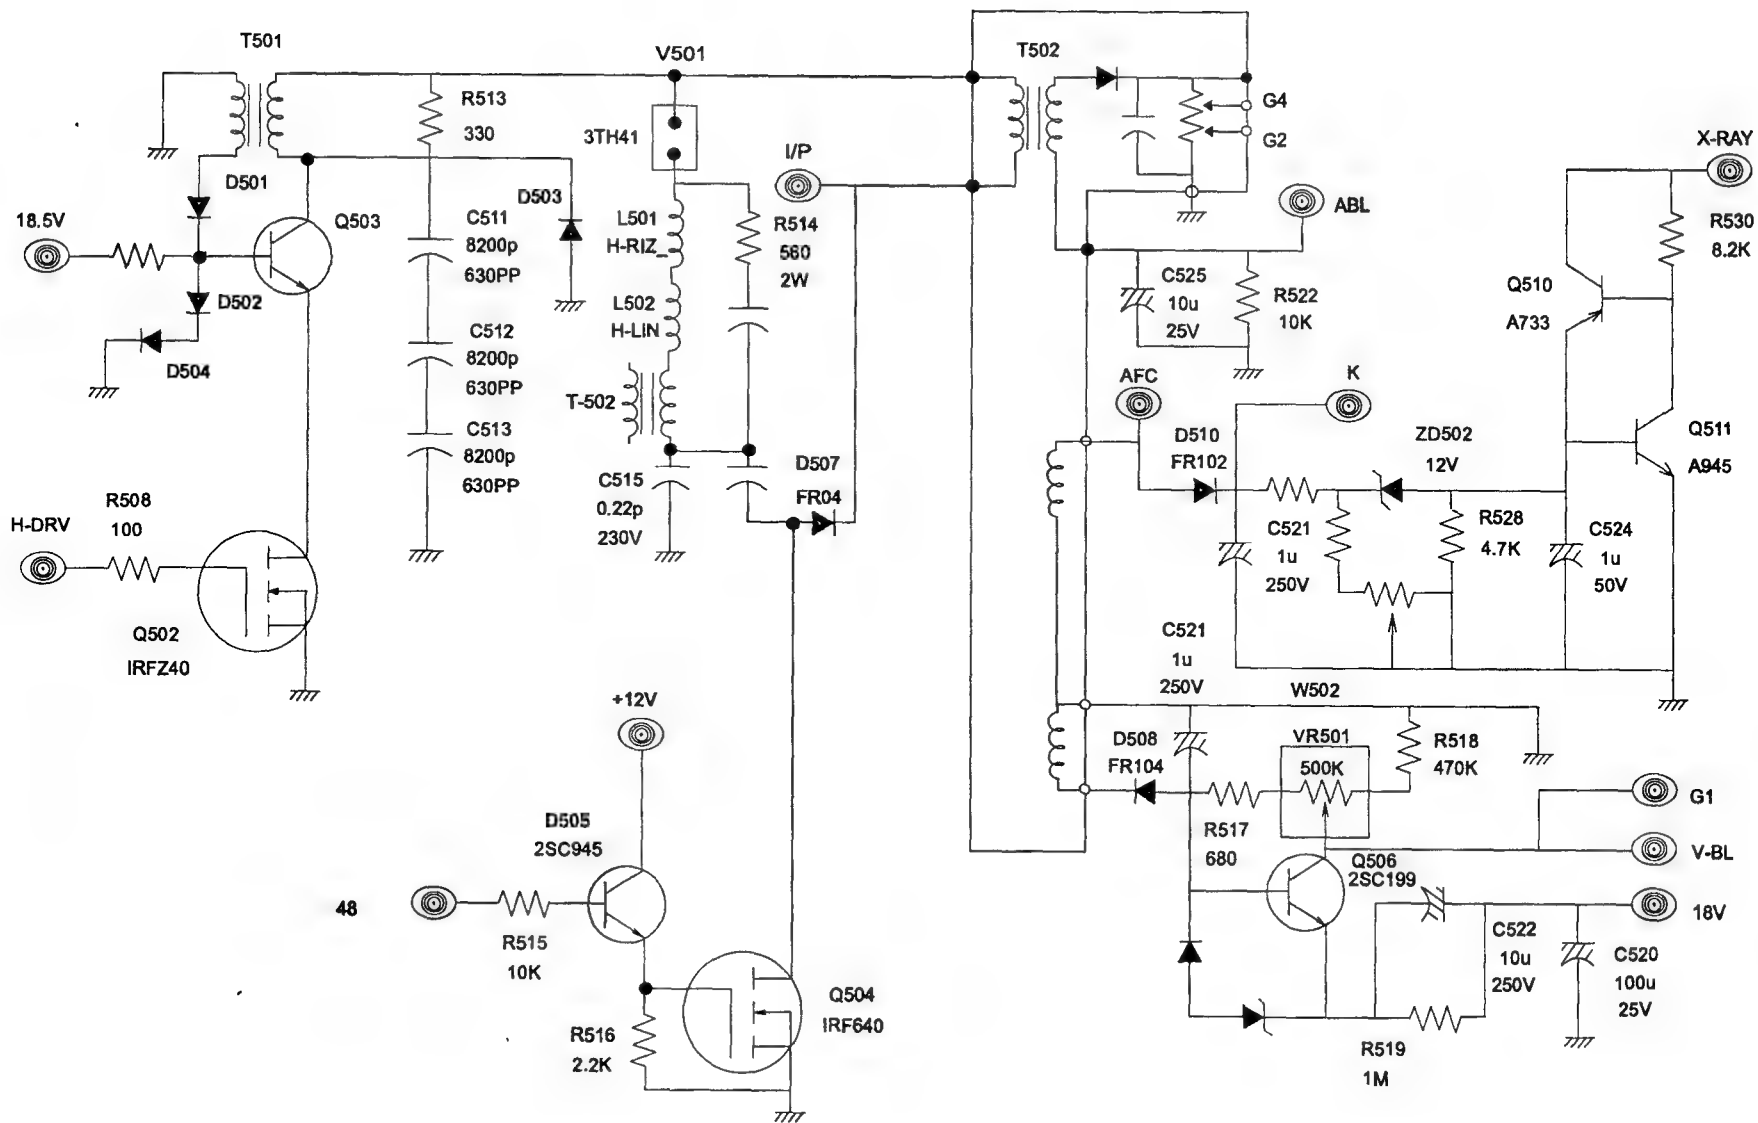 T501
V501
T502
R513
330
3TH41
I/P
G4
G2
X-RAY
D501
D503
ABL
18.5V
Q503
C511
8200p
630PP
L501
H-RIZ
R514
560
2W
R530
8.2K
D502
D504
L502
H-LIN
C525
10u
25V
R522
10K
Q510
A733
C512
8200p
630PP
T-502
AFC
K
C513
8200p
630PP
D510
FR102
ZD502
12V
Q511
A945
C515
0.22p
230V
D507
FR04
H-DRV
R508
100
C521
1u
250V
R528
4.7K
C524
1u
50V
Q502
IRFZ40
C521
1u
250V
W502
+12V
D508
FR104
VR501
500K
R518
470K
G1
D505
2SC945
R517
680
Q506
2SC199
V-BL
48
18V
R515
10K
C522
10u
250V
C520
100u
25V
Q504
IRF640
R516
2.2K
R519
1M